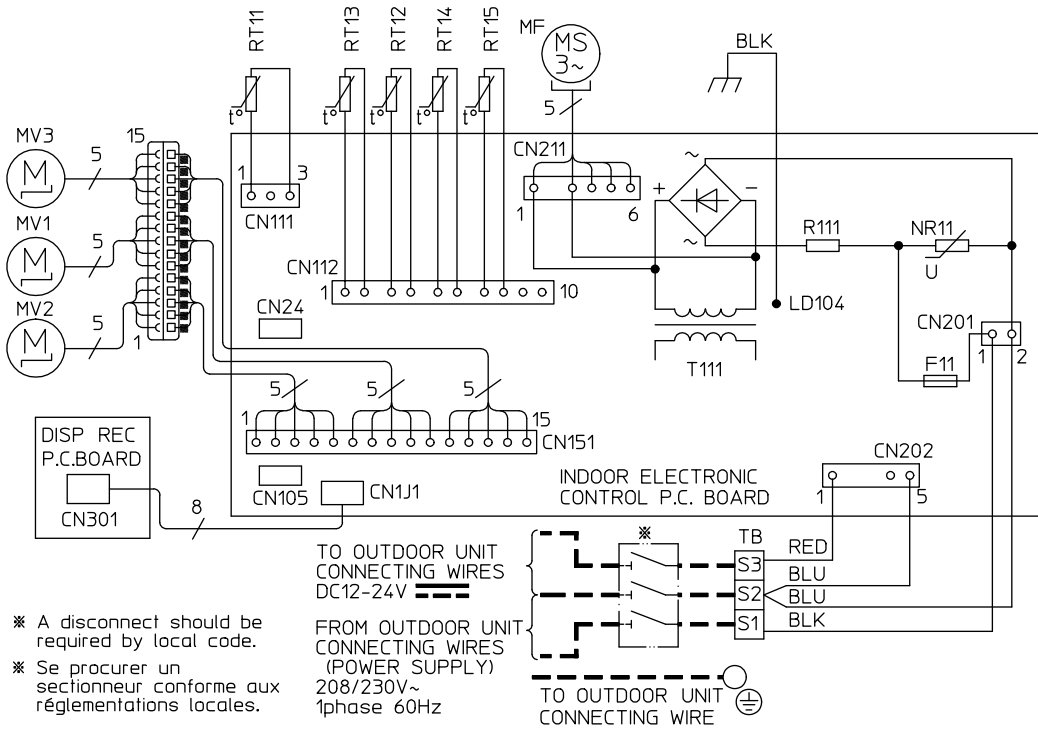 RT11
RT13
RT12
RT14
RT15
MF
MS
3~
BLK
t°
t°
t°
t°
t°
5
MV3
15
5
M
CN211
~
+
−
1
6
1
3
CN111
~
R111
NR11
U
MV1
5
M
CN112
1
10
LD104
MV2
5
M
1
CN24
CN201
1
2
T111
F11
5
5
5
1
15
CN151
DISP REC
P.C.BOARD
CN301
8
CN105
CN1J1
INDOOR ELECTRONIC
CONTROL P.C. BOARD
CN202
1
5
TO OUTDOOR UNIT
CONNECTING WIRES
DC12-24V
※
TB
S3
S2
S1
RED
BLU
BLU
BLK
FROM OUTDOOR UNIT
CONNECTING WIRES
(POWER SUPPLY)
208/230V~
1phase 60Hz
TO OUTDOOR UNIT
CONNECTING WIRE
※ A disconnect should be
required by local code.
※ Se procurer un
sectionneur conforme aux
réglementations locales.